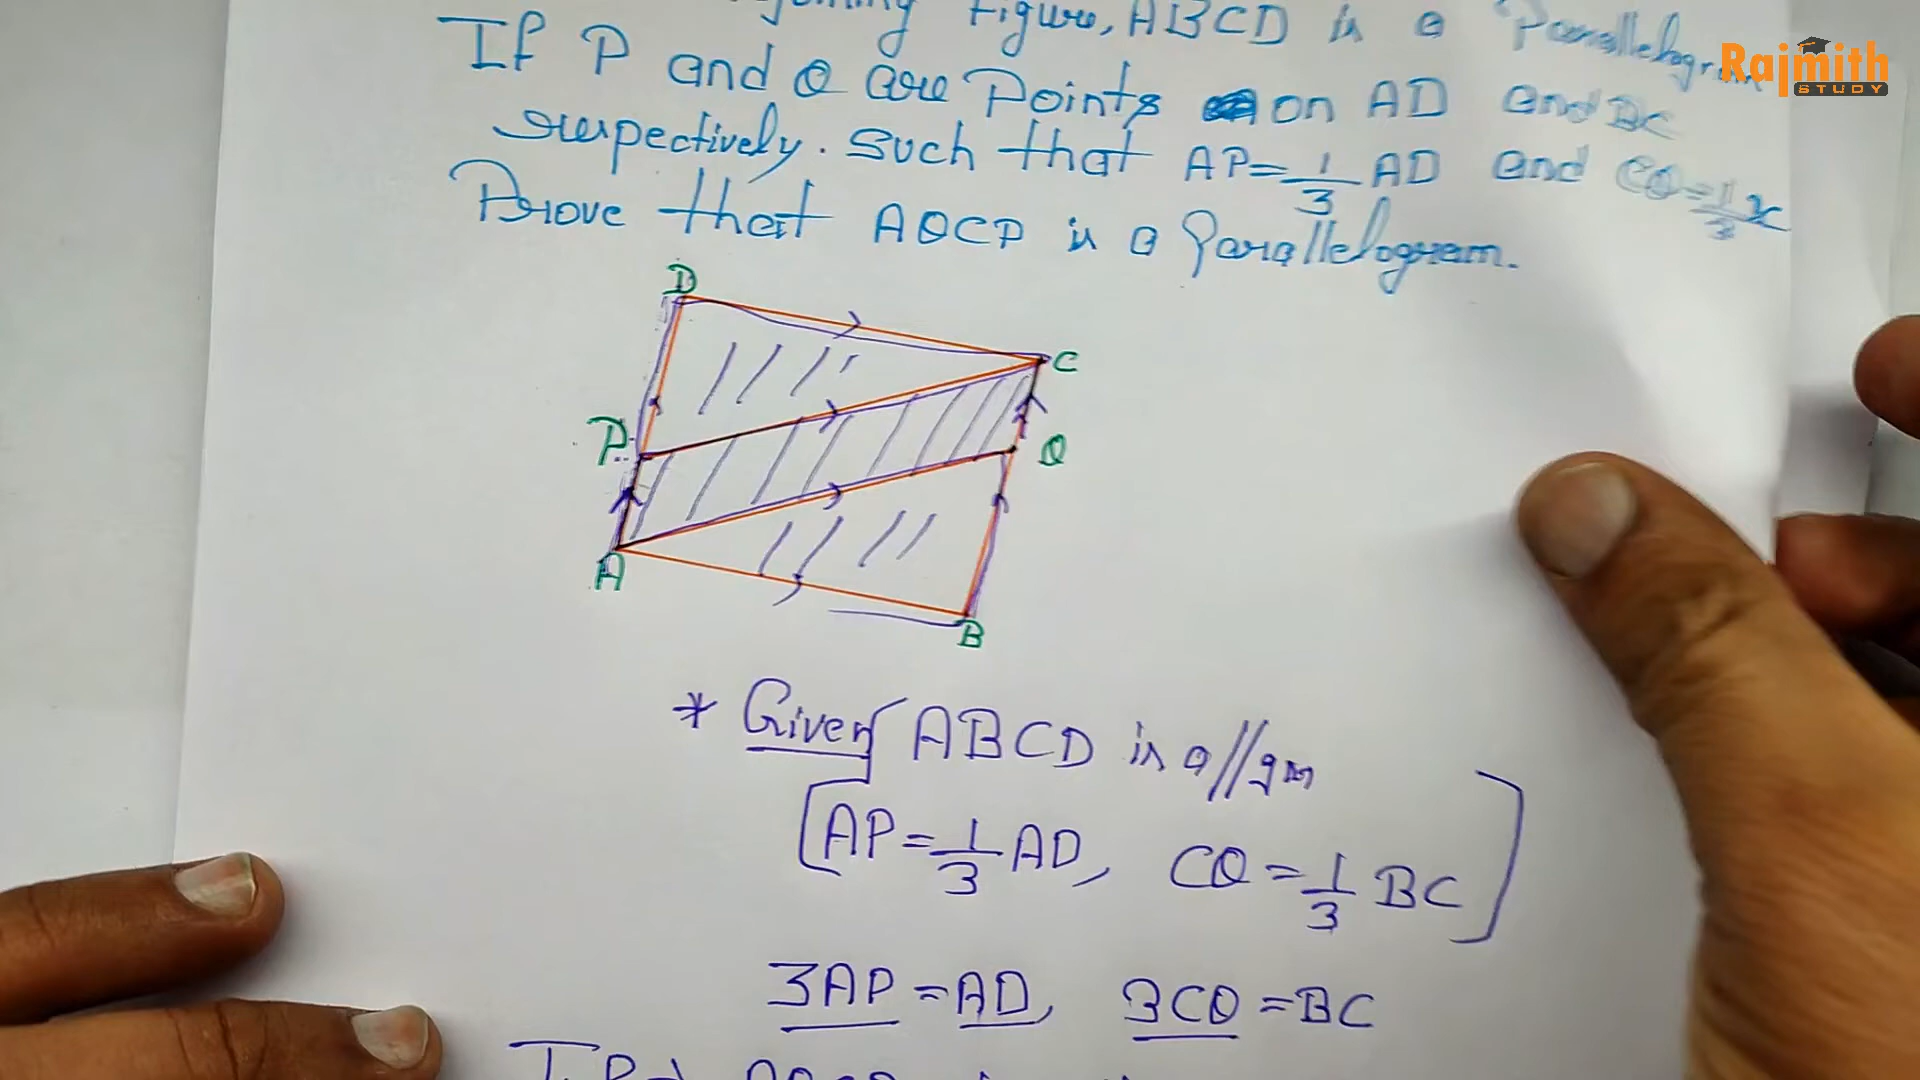 Figure, ABCD is a Parallelogram
If P and Q are Points on AD and BC
respectively. Such that AP = 1/3 AD and CQ = 1/3
Prove that AQCP is a Parallelogram.
D
C
P
Q
A
B
* Given ABCD is a //gm
[AP = 1/3 AD, CQ = 1/3 BC]
3AP = AD, 3CQ = BC
Rajmith
STUDY